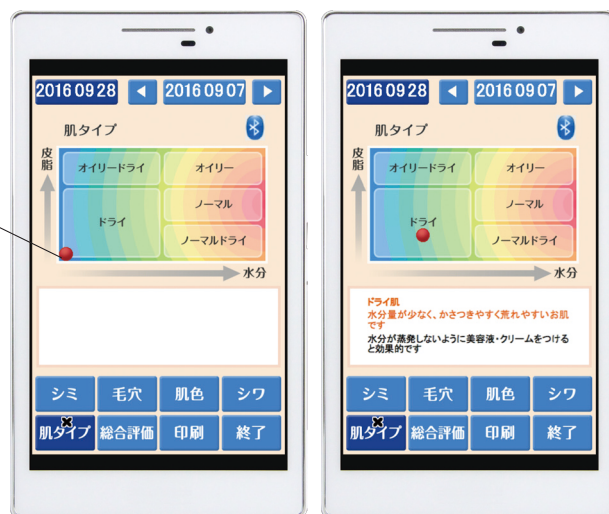 2016 09 28
2016 09 07
肌タイプ
皮脂
オイリードライ
オイリー
ノーマル
ドライ
ノーマルドライ
水分
シミ
毛穴
肌色
シワ
肌タイプ
総合評価
印刷
終了
2016 09 28
2016 09 07
肌タイプ
皮脂
オイリードライ
オイリー
ノーマル
ドライ
ノーマルドライ
水分
ドライ肌
水分量が少なく、かさつきやすく荒れやすいお肌
です
水分が蒸発しないように美容液・クリームをつける
と効果的です
シミ
毛穴
肌色
シワ
肌タイプ
総合評価
印刷
終了